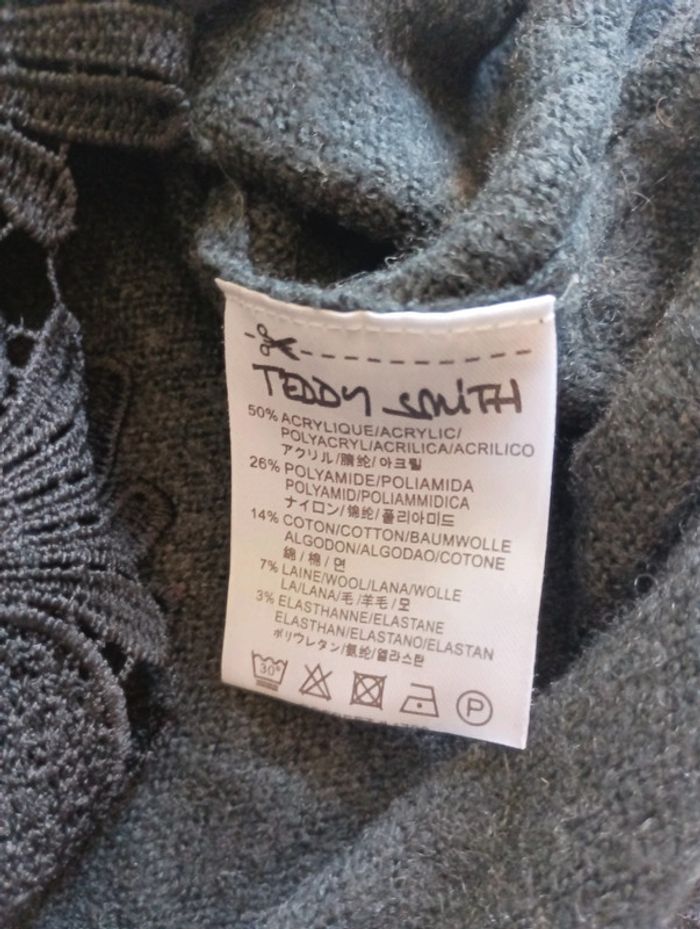 TEDDY SMITH
50% ACRYLIQUE/ACRYLIC/
POLYACRYL/ACRILICA/ACRILICO
アクリル/腈纶/아크릴
26% POLYAMIDE/POLIAMIDA
POLYAMID/POLIAMMIDICA
ナイロン/锦纶/폴리아미드
14% COTON/COTTON/BAUMWOLLE
ALGODON/ALGODAO/COTONE
綿/棉/면
7% LAINE/WOOL/LANA/WOLLE
LA/LANA/毛/羊毛/모
3% ELASTHANNE/ELASTANE
ELASTHAN/ELASTANO/ELASTAN
ポリウレタン/氨纶/엘라스탄
30°
P